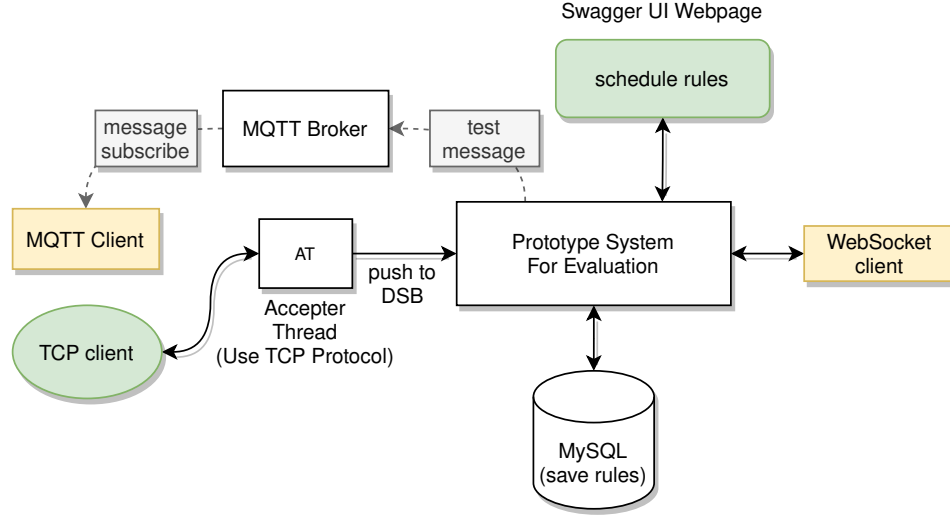 Swagger UI Webpage
schedule rules
message
subscribe
MQTT Broker
test
message
MQTT Client
AT
push to
DSB
Accepter
Thread
(Use TCP Protocol)
Prototype System
For Evaluation
WebSocket
client
TCP client
MySQL
(save rules)